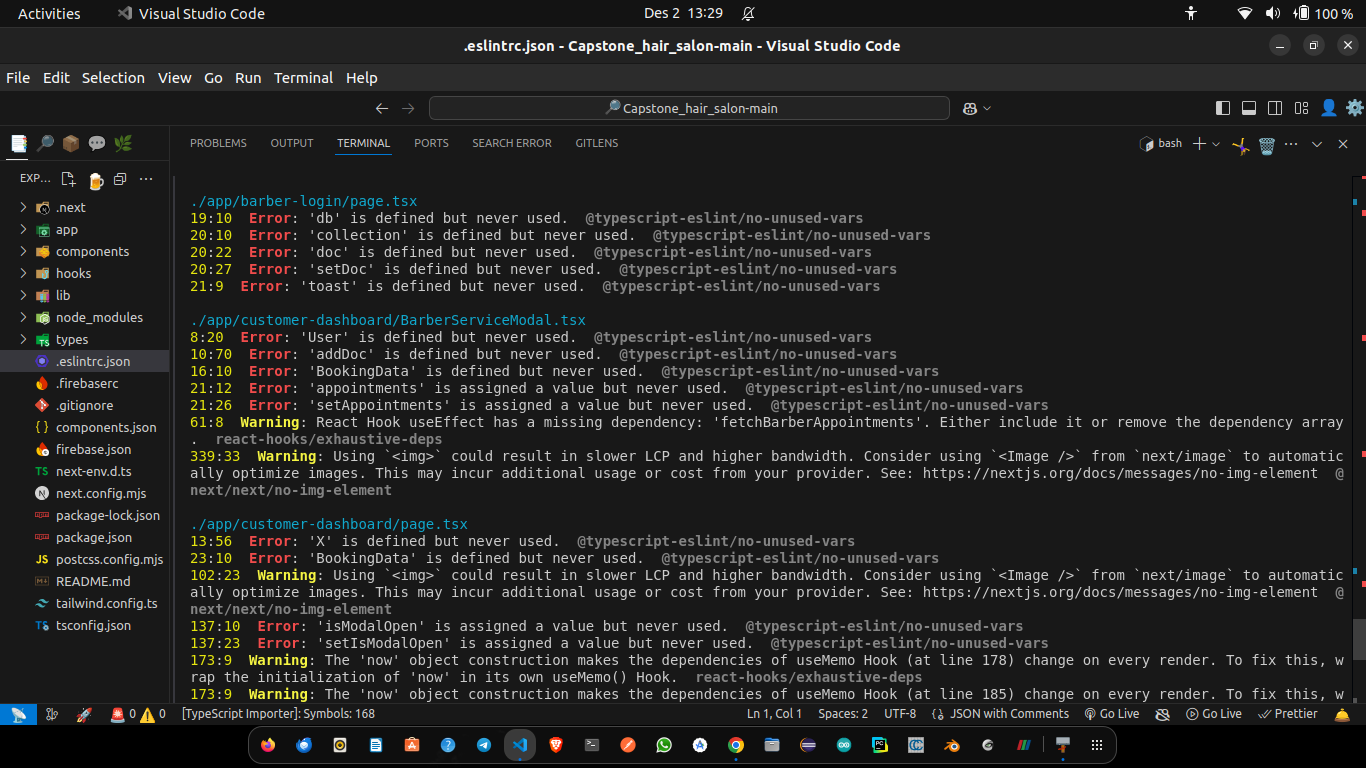 Activities
Visual Studio Code
Des 2 13:29
100 %
.eslintrc.json - Capstone_hair_salon-main - Visual Studio Code
File Edit Selection View Go Run Terminal Help
Capstone_hair_salon-main
EXP...
.next
app
components
hooks
lib
node_modules
types
.eslintrc.json
.firebaserc
.gitignore
components.json
firebase.json
next-env.d.ts
next.config.mjs
package-lock.json
package.json
postcss.config.mjs
README.md
tailwind.config.ts
tsconfig.json
PROBLEMS OUTPUT TERMINAL PORTS SEARCH ERROR GITLENS
bash
./app/barber-login/page.tsx
19:10 Error: 'db' is defined but never used. @typescript-eslint/no-unused-vars
20:10 Error: 'collection' is defined but never used. @typescript-eslint/no-unused-vars
20:22 Error: 'doc' is defined but never used. @typescript-eslint/no-unused-vars
20:27 Error: 'setDoc' is defined but never used. @typescript-eslint/no-unused-vars
21:9 Error: 'toast' is defined but never used. @typescript-eslint/no-unused-vars
./app/customer-dashboard/BarberServiceModal.tsx
8:20 Error: 'User' is defined but never used. @typescript-eslint/no-unused-vars
10:70 Error: 'addDoc' is defined but never used. @typescript-eslint/no-unused-vars
16:10 Error: 'BookingData' is defined but never used. @typescript-eslint/no-unused-vars
21:12 Error: 'appointments' is assigned a value but never used. @typescript-eslint/no-unused-vars
21:26 Error: 'setAppointments' is assigned a value but never used. @typescript-eslint/no-unused-vars
61:8 Warning: React Hook useEffect has a missing dependency: 'fetchBarberAppointments'. Either include it or remove the dependency array
. react-hooks/exhaustive-deps
339:33 Warning: Using `<img>` could result in slower LCP and higher bandwidth. Consider using `<Image />` from `next/image` to automatic
ally optimize images. This may incur additional usage or cost from your provider. See: https://nextjs.org/docs/messages/no-img-element @
next/next/no-img-element
./app/customer-dashboard/page.tsx
13:56 Error: 'X' is defined but never used. @typescript-eslint/no-unused-vars
23:10 Error: 'BookingData' is defined but never used. @typescript-eslint/no-unused-vars
102:23 Warning: Using `<img>` could result in slower LCP and higher bandwidth. Consider using `<Image />` from `next/image` to automatic
ally optimize images. This may incur additional usage or cost from your provider. See: https://nextjs.org/docs/messages/no-img-element @
next/next/no-img-element
137:10 Error: 'isModalOpen' is assigned a value but never used. @typescript-eslint/no-unused-vars
137:23 Error: 'setIsModalOpen' is assigned a value but never used. @typescript-eslint/no-unused-vars
173:9 Warning: The 'now' object construction makes the dependencies of useMemo Hook (at line 178) change on every render. To fix this, w
rap the initialization of 'now' in its own useMemo() Hook. react-hooks/exhaustive-deps
173:9 Warning: The 'now' object construction makes the dependencies of useMemo Hook (at line 185) change on every render. To fix this, w
0 0 [TypeScript Importer]: Symbols: 168
Ln 1, Col 1 Spaces: 2 UTF-8 JSON with Comments Go Live Go Live Prettier